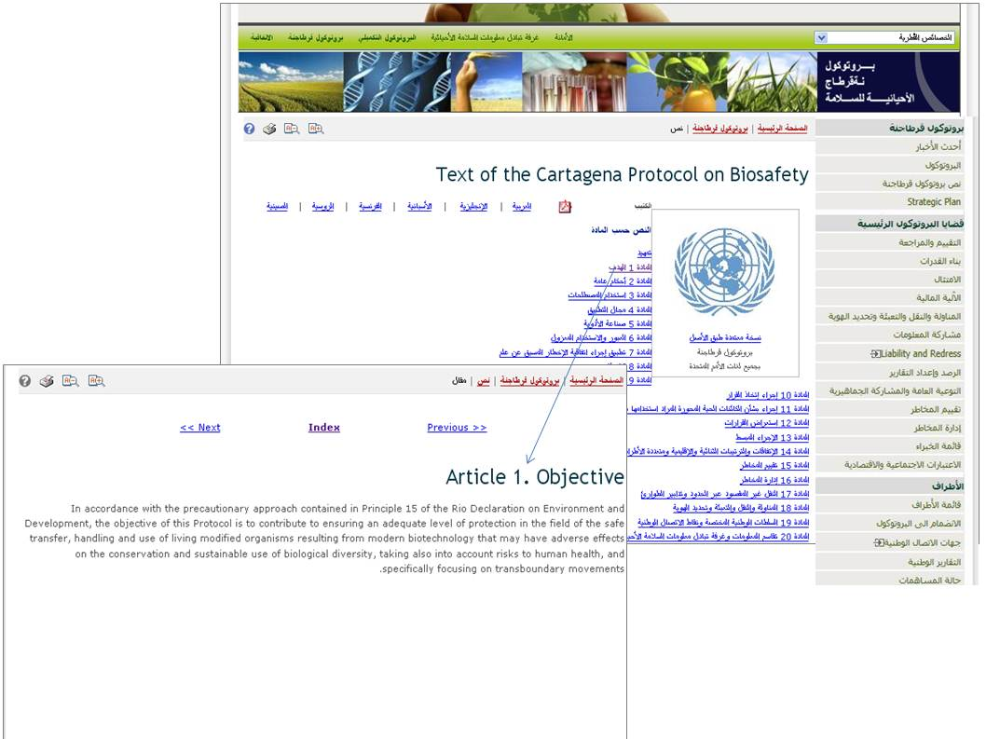 الأمانة
غرفة تبادل معلومات السلامة الأحيائية
البروتوكول التكميلي
بروتوكول قرطاجنة
الاتفاقية
بـــروتوكول
نـةقـرطـاج
الأحيائيـــة للسـلامة
الصفحة الرئيسية | بروتوكول قرطاجنة | نص
Text of the Cartagena Protocol on Biosafety
الكتيب
العربية | الإنجليزية | الأسبانية | الفرنسية | الروسية | الصينية
النص حسب المادة
تمهيد
المادة 1 الهدف
المادة 2 أحكام عامة
المادة 3 استخدام المصطلحات
المادة 4 مجال التطبيق
المادة 5 صناعة الأدوية
المادة 6 العبور والاستخدام المعزول
المادة 7 تطبيق إجراء اتفاقية الإخطار المسبق عن علم
المادة 8
المادة 9
المادة 10 إجراء إتخاذ القرار
المادة 11 إجراء بشأن الكائنات الحية المحورة المراد استخدامها
المادة 12 استعراض القرارات
المادة 13 الإجراء المبسط
المادة 14 الإتفاقات والترتيبات الثنائية والإقليمية ومتعددة
المادة 15 تقييم المخاطر
المادة 16 إدارة المخاطر
المادة 17 النقل غير المقصود عبر الحدود وتدابير الطوارئ
المادة 18 المناولة والنقل والتعبئة وتحديد الهوية
المادة 19 السلطات الوطنية المختصة ونقاط الاتصال الوطنية
المادة 20 تقاسم المعلومات وغرفة تبادل معلومات السلامة
نسخة معتمدة طبق الأصل
بروتوكول قرطاجنة
بجميع لغات الأمم المتحدة
بروتوكول قرطاجنة
أحدث الأخبار
البروتوكول
نص بروتوكول قرطاجنة
Strategic Plan
قضايا البروتوكول الرئيسية
التقييم والمراجعة
بناء القدرات
الامتثال
الآلية المالية
المناولة والنقل والتعبئة وتحديد الهوية
مشاركة المعلومات
Liability and Redress
الرصد وإعداد التقارير
التوعية العامة والمشاركة الجماهيرية
تقييم المخاطر
إدارة المخاطر
قائمة الخبراء
الاعتبارات الاجتماعية والاقتصادية
الأطراف
قائمة الأطراف
الانضمام الى البروتوكول
جهات الاتصال الوطنية
التقارير الوطنية
حالة المساهمات
الصفحة الرئيسية | بروتوكول قرطاجنة | نص | مقال
<< Next Index Previous >>
Article 1. Objective
In accordance with the precautionary approach contained in Principle 15 of the Rio Declaration on Environment and
Development, the objective of this Protocol is to contribute to ensuring an adequate level of protection in the field of the safe
transfer, handling and use of living modified organisms resulting from modern biotechnology that may have adverse effects
on the conservation and sustainable use of biological diversity, taking also into account risks to human health, and
.specifically focusing on transboundary movements